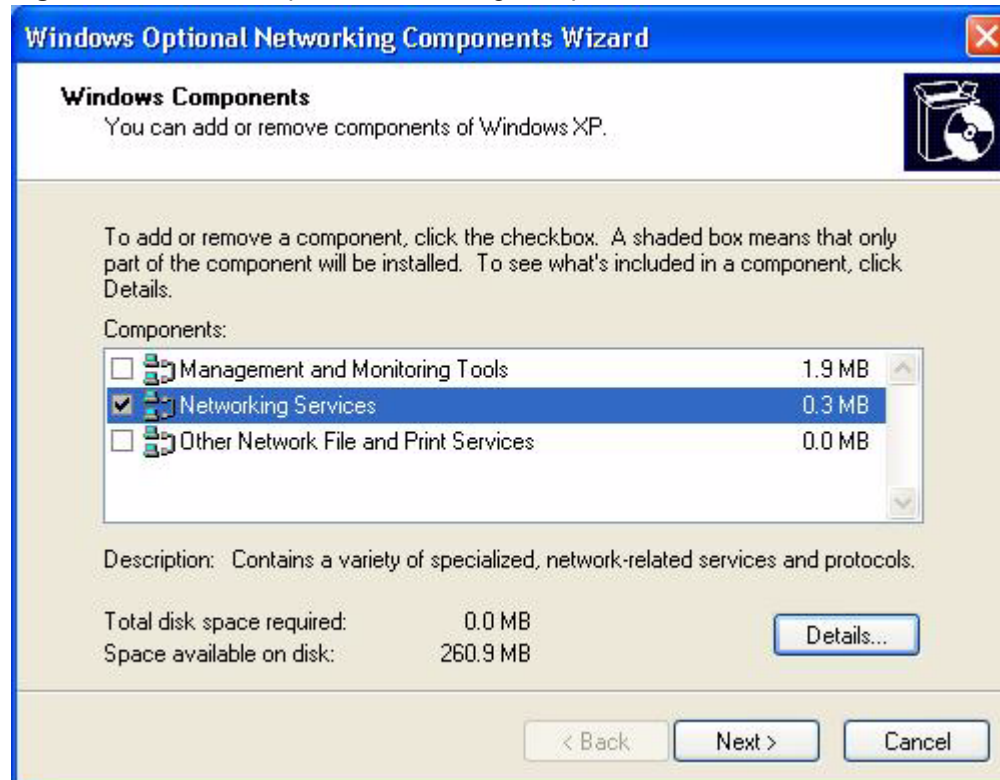 Windows Optional Networking Components Wizard
Windows Components
You can add or remove components of Windows XP.
To add or remove a component, click the checkbox. A shaded box means that only
part of the component will be installed. To see what's included in a component, click
Details.
Components:
Management and Monitoring Tools 1.9 MB
Networking Services 0.3 MB
Other Network File and Print Services 0.0 MB
Description: Contains a variety of specialized, network-related services and protocols.
Total disk space required: 0.0 MB
Space available on disk: 260.9 MB
Details...
< Back Next > Cancel